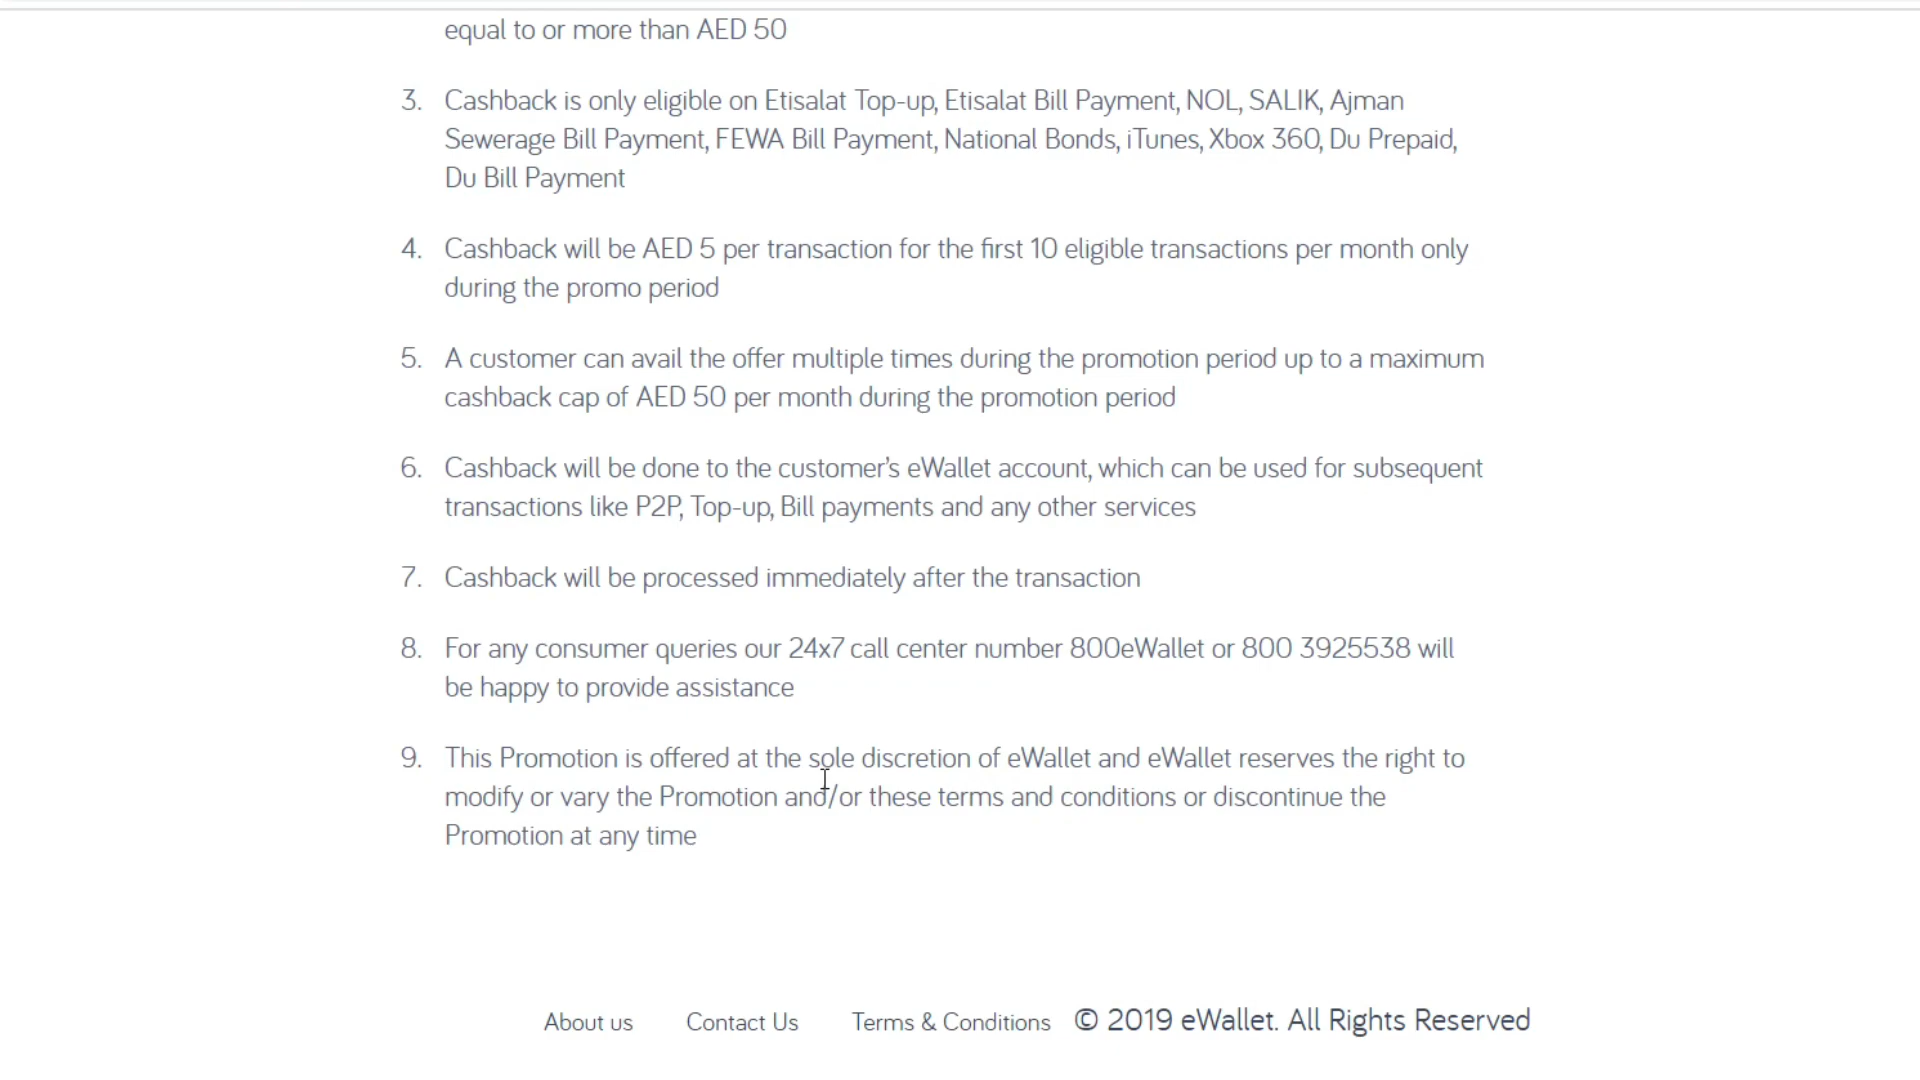 equal to or more than AED 50
3. Cashback is only eligible on Etisalat Top-up, Etisalat Bill Payment, NOL, SALIK, Ajman
Sewerage Bill Payment, FEWA Bill Payment, National Bonds, iTunes, Xbox 360, Du Prepaid,
Du Bill Payment
4. Cashback will be AED 5 per transaction for the first 10 eligible transactions per month only
during the promo period
5. A customer can avail the offer multiple times during the promotion period up to a maximum
cashback cap of AED 50 per month during the promotion period
6. Cashback will be done to the customer’s eWallet account, which can be used for subsequent
transactions like P2P, Top-up, Bill payments and any other services
7. Cashback will be processed immediately after the transaction
8. For any consumer queries our 24x7 call center number 800eWallet or 800 3925538 will
be happy to provide assistance
9. This Promotion is offered at the sole discretion of eWallet and eWallet reserves the right to
modify or vary the Promotion and/or these terms and conditions or discontinue the
Promotion at any time
About us Contact Us Terms & Conditions © 2019 eWallet. All Rights Reserved